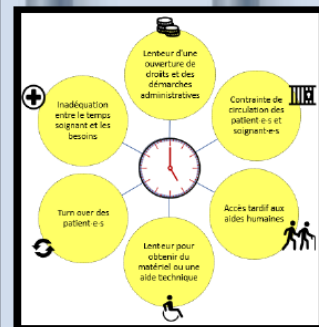 Lenteur d'une
ouverture de
droits et des
démarches
administratives
Contrainte de
circulation des
patient·e·s et
soignant·e·s
Accès tardif aux
aides humaines
Lenteur pour
obtenir du
matériel ou une
aide technique
Turn over des
patient·e·s
Inadéquation
entre le temps
soignant et les
besoins